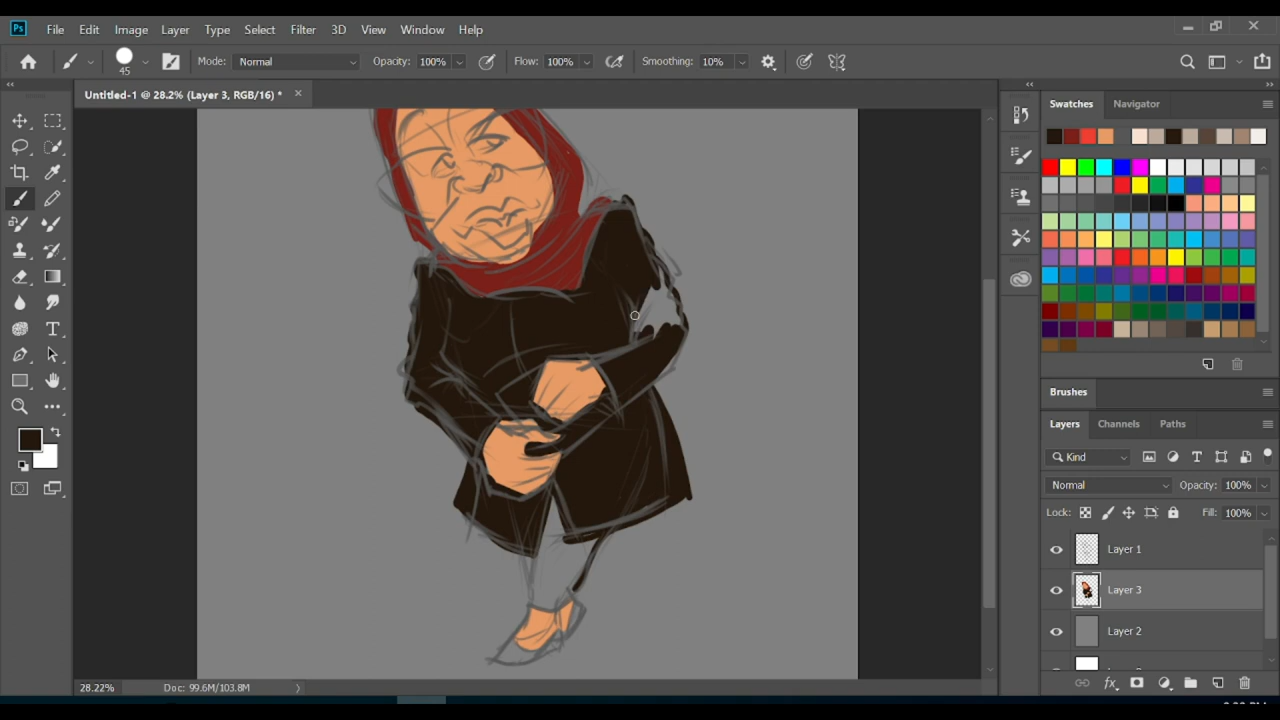 Ps File Edit Image Layer Type Select Filter 3D View Window Help
45 Mode: Normal Opacity: 100% Flow: 100% Smoothing: 10%
Untitled-1 @ 28.2% (Layer 3, RGB/16) *
Swatches Navigator
Brushes
Layers Channels Paths
Kind
Normal Opacity: 100%
Lock: Fill: 100%
Layer 1
Layer 3
Layer 2
fx
28.22% Doc: 99.6M/103.8M